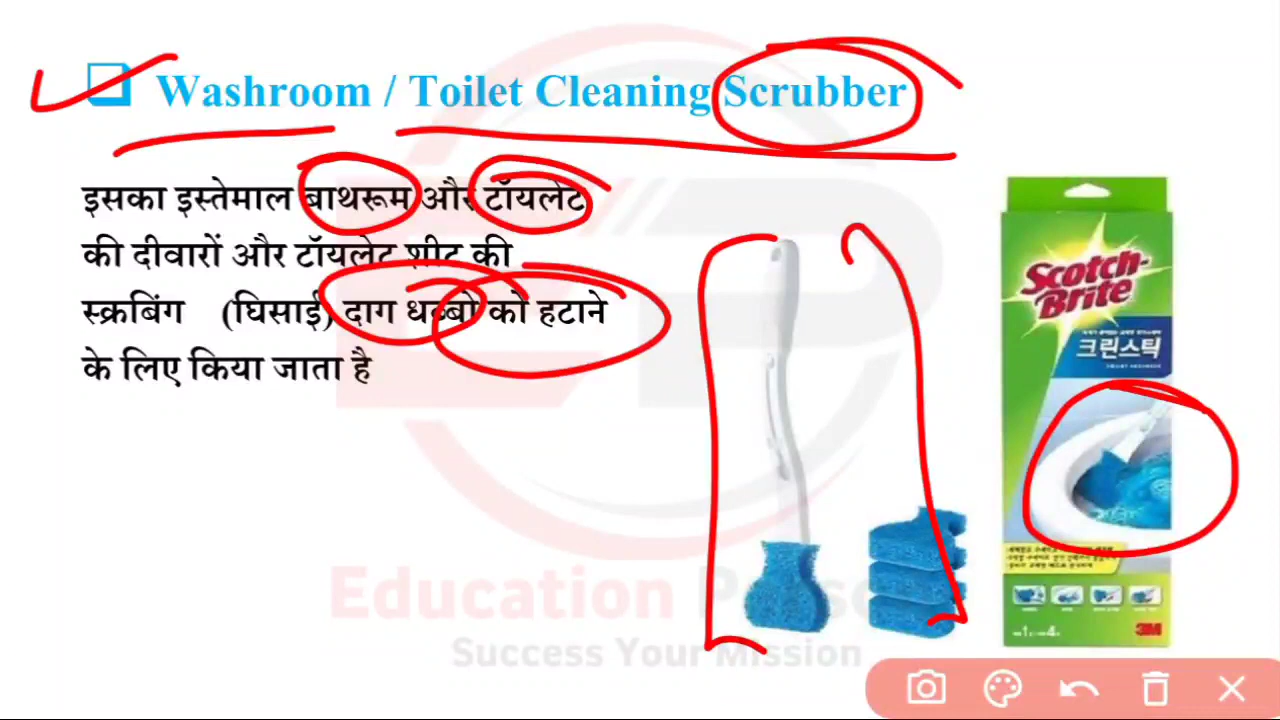 Washroom / Toilet Cleaning Scrubber
इसका इस्तेमाल बाथरूम और टॉयलेट
की दीवारों और टॉयलेट शीट की
स्क्रबिंग (घिसाई) दाग धब्बो को हटाने
के लिए किया जाता है
Scotch-
Brite
크린스틱
3M
Education
Success Your Mission